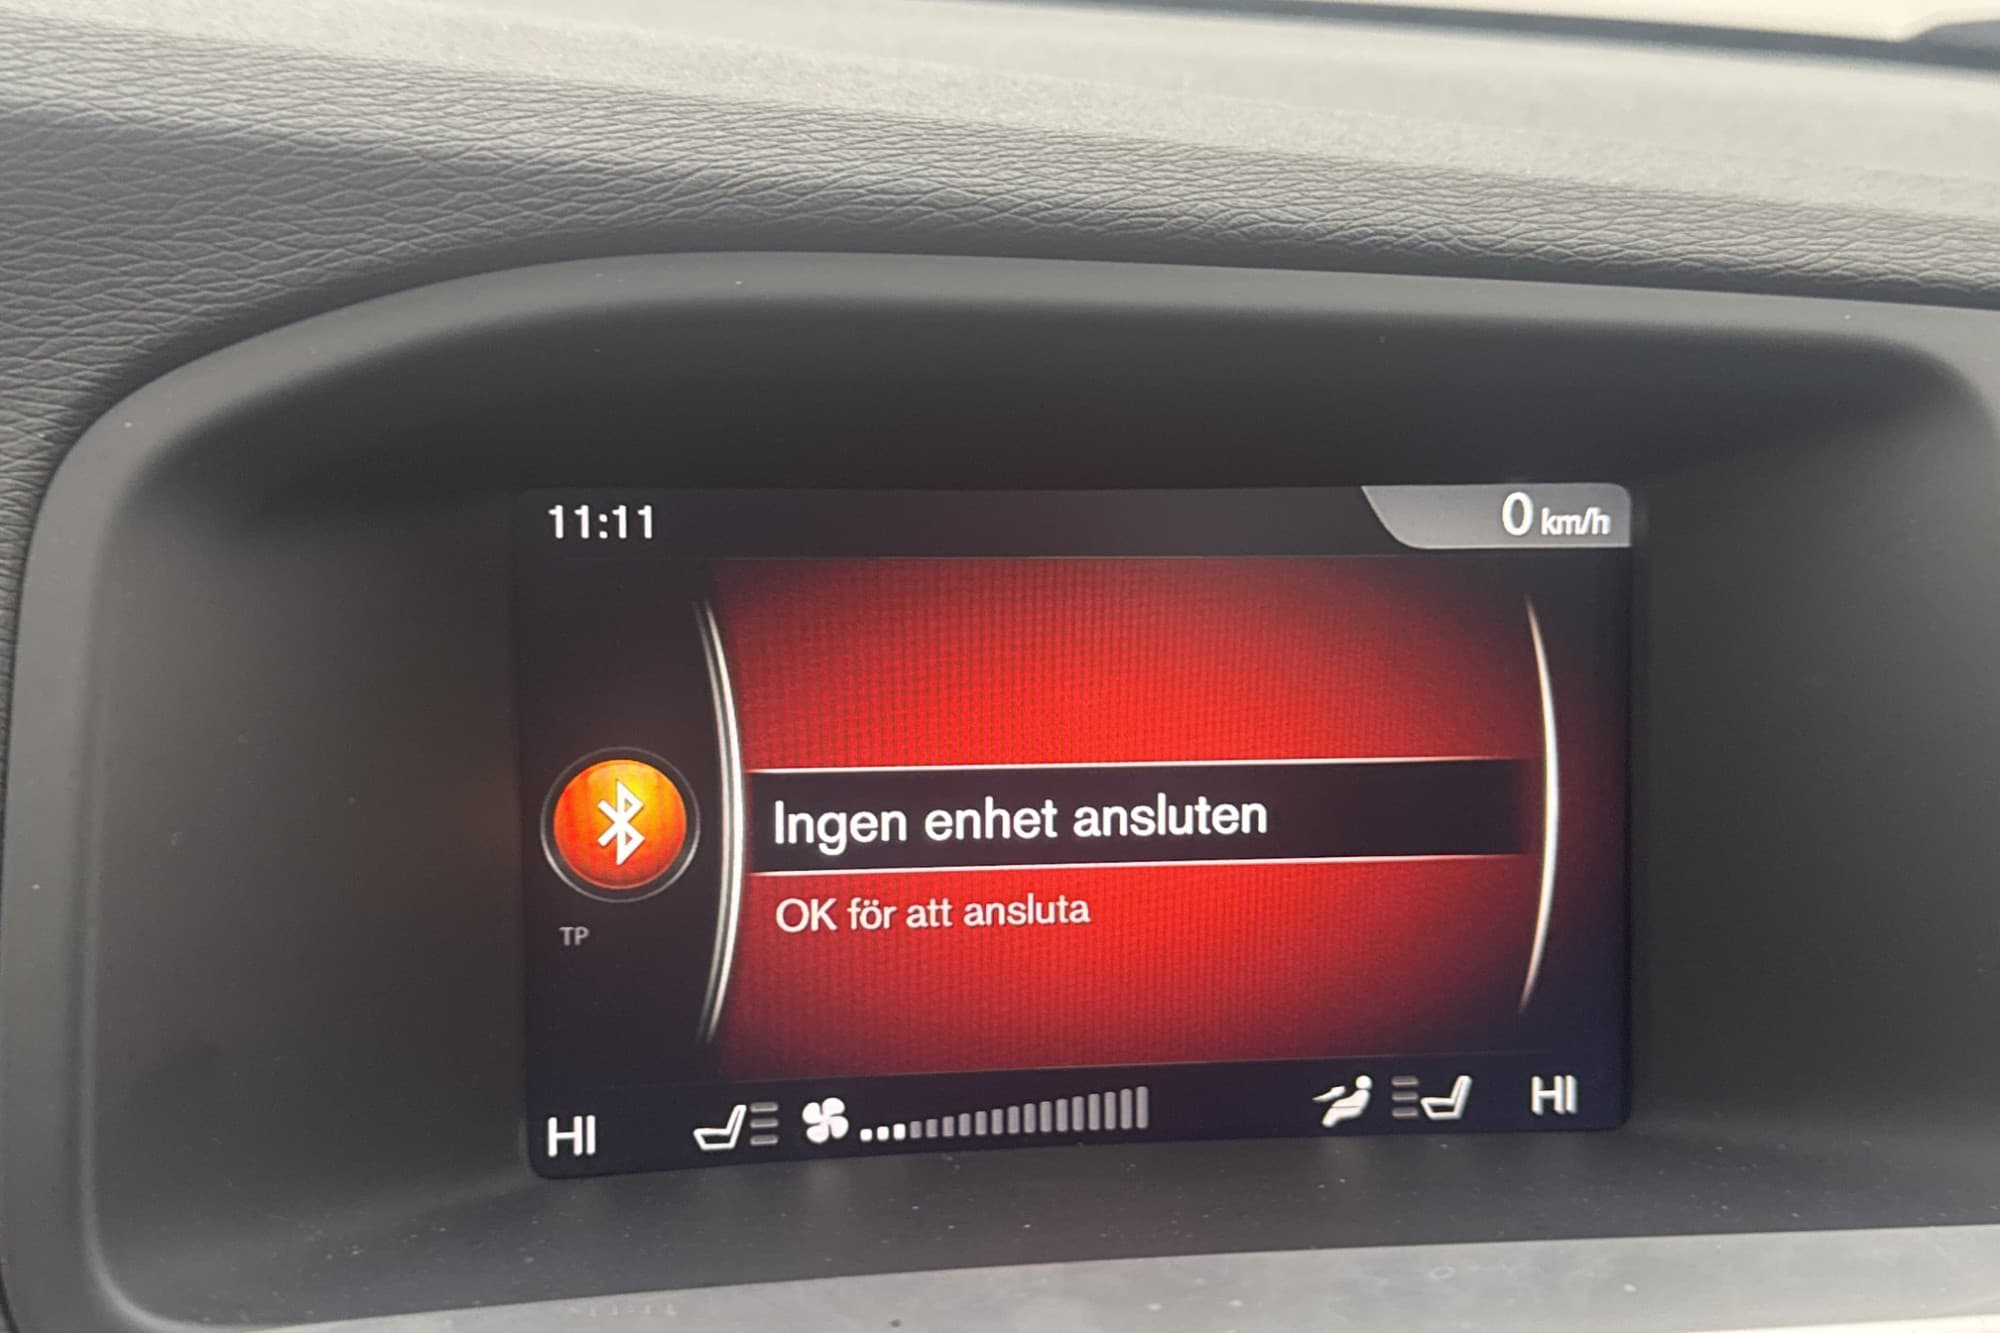 11:11
0 km/h
Ingen enhet ansluten
OK för att ansluta
TP
HI
HI